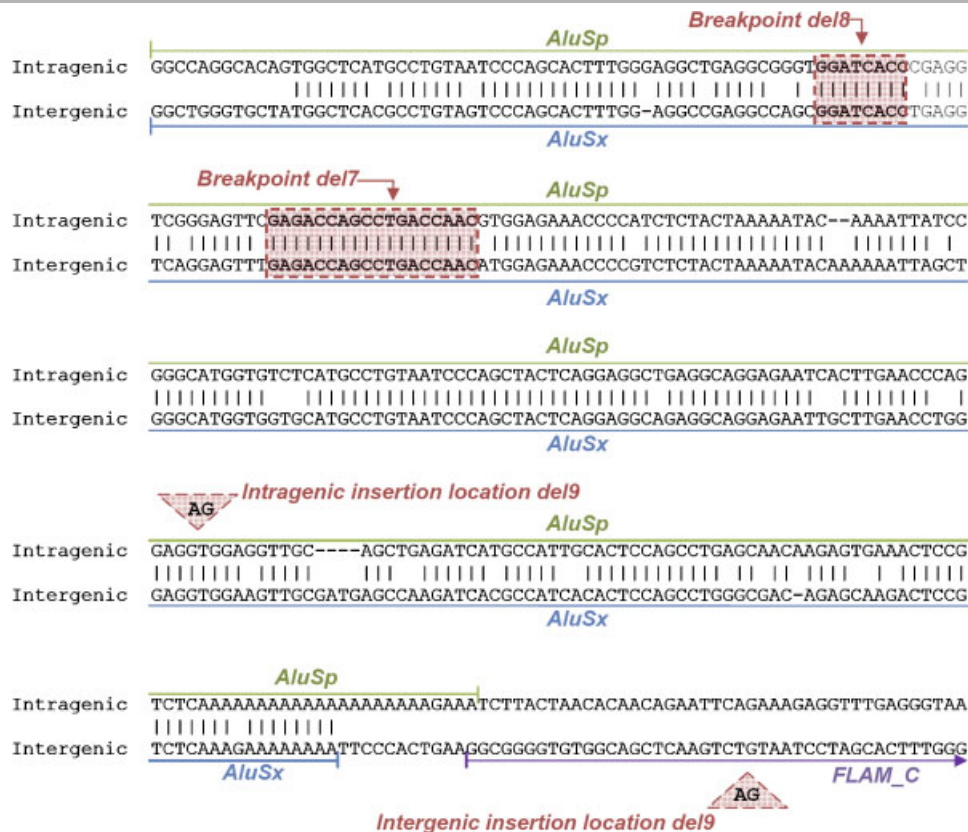 Breakpoint del8
AluSp
Intragenic GGCCAGGCACAGTGGCTCATGCCTGTAATCCCAGCACTTTGGGAGGCTGAGGCGGGTGGATCACCCGAGG
Intergenic GGCTGGGTGCTATGGCTCACGCCTGTAGTCCCAGCACTTTGG-AGGCCGAGGCCAGCGGATCACCTGAGG
AluSx
Breakpoint del7
AluSp
Intragenic TCGGGAGTTCGAGACCAGCCTGACCAACGTGGAGAAACCCCATCTCTACTAAAAATAC--AAAATTATCC
Intergenic TCAGGAGTTTGAGACCAGCCTGACCAACATGGAGAAACCCCGTCTCTACTAAAAATACAAAAAATTAGCT
AluSx
AluSp
Intragenic GGGCATGGTGTCTCATGCCTGTAATCCCAGCTACTCAGGAGGCTGAGGCAGGAGAATCACTTGAACCCAG
Intergenic GGGCATGGTGGTGCATGCCTGTAATCCCAGCTACTCAGGAGGCAGAGGCAGGAGAATTGCTTGAACCTGG
AluSx
AG Intragenic insertion location del9
AluSp
Intragenic GAGGTGGAGGTTGC----AGCTGAGATCATGCCATTGCACTCCAGCCTGAGCAACAAGAGTGAAACTCCG
Intergenic GAGGTGGAAGTTGCGATGAGCCAAGATCACGCCATCACACTCCAGCCTGGGCGAC-AGAGCAAGACTCCG
AluSx
AluSp
Intragenic TCTCAAAAAAAAAAAAAAAAAAAAGAAATCTTACTAACACAACAGAATTCAGAAAGAGGTTTGAGGGTAA
Intergenic TCTCAAAGAAAAAAAATTCCCACTGAAGGCGGGGTGTGGCAGCTCAAGTCTGTAATCCTAGCACTTTGGG
AluSx FLAM_C
AG
Intergenic insertion location del9